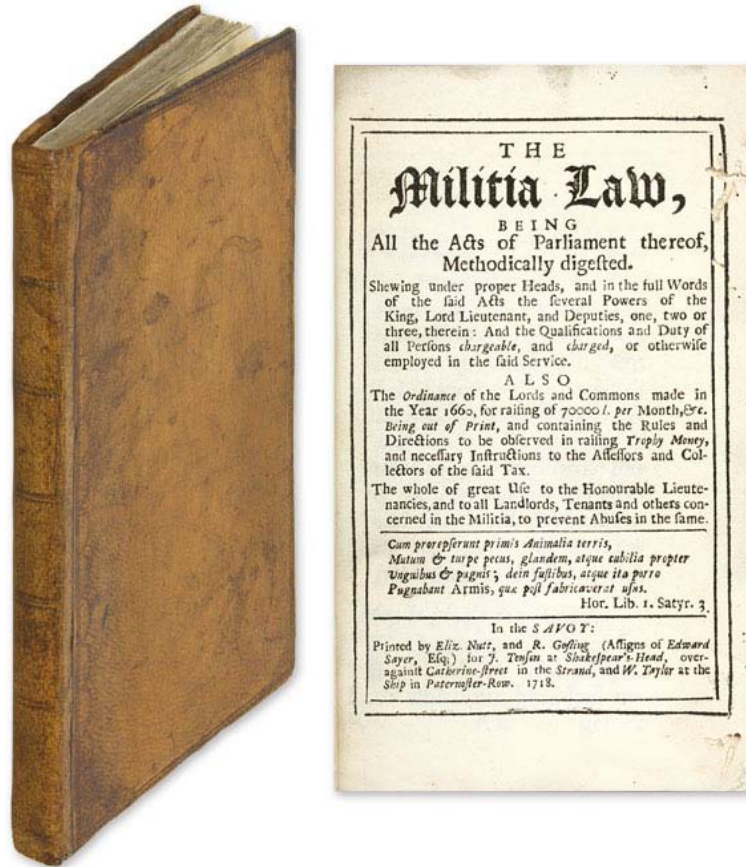 THE
Militia Law,
BEING
All the Acts of Parliament thereof,
Methodically digeſted.
Shewing under proper Heads, and in the full Words
of the ſaid Acts the ſeveral Powers of the
King, Lord Lieutenant, and Deputies, one, two or
three, therein: And the Qualifications and Duty of
all Perſons chargeable, and charged, or otherwiſe
employed in the ſaid Service.
ALSO
The Ordinance of the Lords and Commons made in
the Year 1660, for raiſing of 70000 l. per Month, &c.
Being out of Print, and containing the Rules and
Directions to be obſerved in raiſing Trophy Money,
and neceſſary Inſtructions to the Aſſeſſors and Col-
lectors of the ſaid Tax.
The whole of great Uſe to the Honourable Lieute-
nancies, and to all Landlords, Tenants and others con-
cerned in the Militia, to prevent Abuſes in the ſame.
Cum prorepſerunt primis Animalia terris,
Mutum & turpe pecus, glandem, atque cubilia propter
Unguibus & pugnis; dein fuſtibus, atque ita porro
Pugnabant Armis, quæ poſt fabricaverat uſus.
Hor. Lib. 1. Satyr. 3.
In the SAVOY:
Printed by Eliz. Nutt, and R. Goſling (Aſſigns of Edward
Sayer, Eſq;) for J. Tonſon at Shakeſpear's-Head, over-
againſt Catherine-ſtreet in the Strand, and W. Taylor at the
Ship in Paternoſter-Row. 1718.